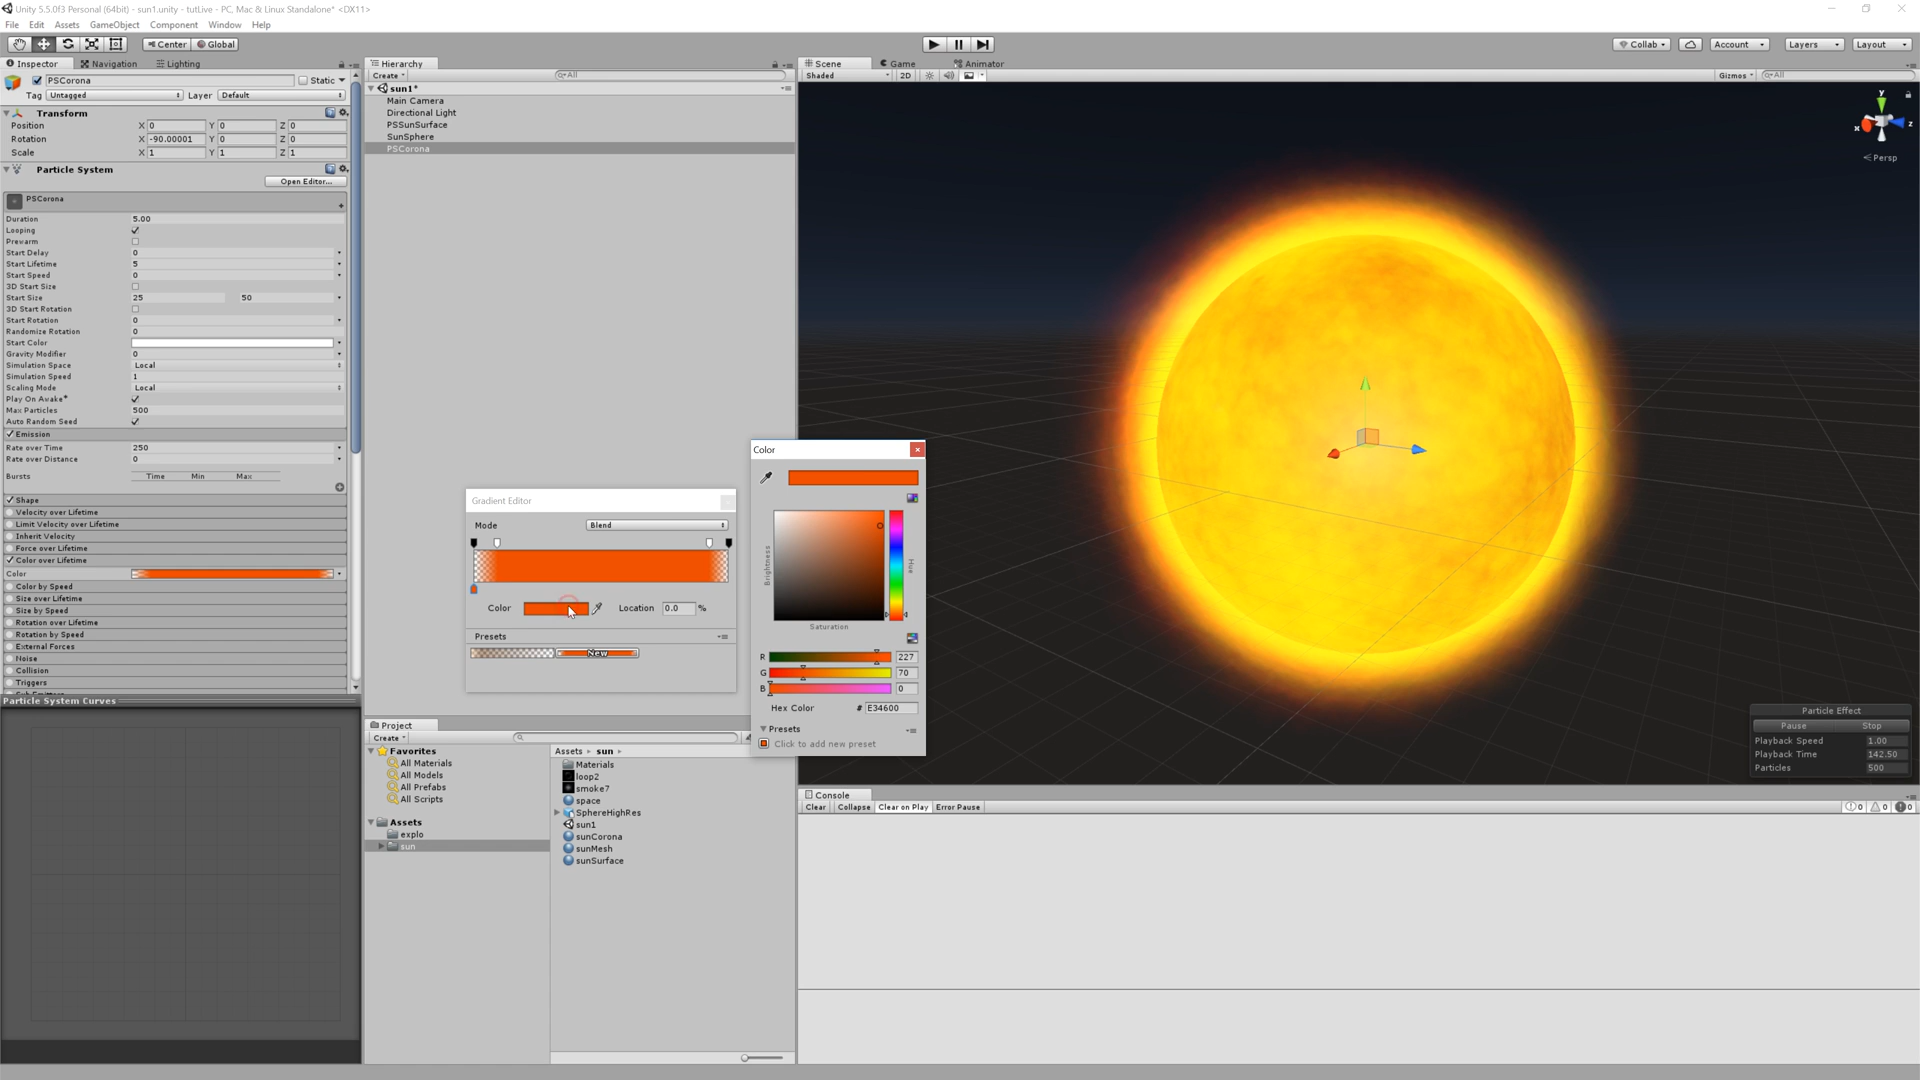 Unity 5.5.0f3 Personal (64bit) - sun1.unity - tutLive - PC, Mac & Linux Standalone* <DX11>
File Edit Assets GameObject Component Window Help
Center Global Collab Account Layers Layout
Inspector Navigation Lighting
PSCorona Static
Tag Untagged Layer Default
Transform
Position X 0 Y 0 Z 0
Rotation X -90.00001 Y 0 Z 0
Scale X 1 Y 1 Z 1
Particle System
Open Editor...
PSCorona
Duration 5.00
Looping
Prewarm
Start Delay 0
Start Lifetime 5
Start Speed 0
3D Start Size
Start Size 25 50
3D Start Rotation
Start Rotation 0
Randomize Rotation 0
Start Color
Gravity Modifier 0
Simulation Space Local
Simulation Speed 1
Scaling Mode Local
Play On Awake*
Max Particles 500
Auto Random Seed
Emission
Rate over Time 250
Rate over Distance 0
Bursts Time Min Max
Shape
Velocity over Lifetime
Limit Velocity over Lifetime
Inherit Velocity
Force over Lifetime
Color over Lifetime
Color
Color by Speed
Size over Lifetime
Size by Speed
Rotation over Lifetime
Rotation by Speed
External Forces
Noise
Collision
Triggers
Particle System Curves
Hierarchy
Create All
sun1*
Main Camera
Directional Light
PSSunSurface
SunSphere
PSCorona
Gradient Editor
Mode Blend
Color Location 0.0 %
Presets
New
Color
Brightness
Hue
Saturation
R 227
G 70
B 0
Hex Color # E34600
Presets
Click to add new preset
Project
Create
Favorites
All Materials
All Models
All Prefabs
All Scripts
Assets
explo
sun
Assets sun
Materials
loop2
smoke7
space
SphereHighRes
sun1
sunCorona
sunMesh
sunSurface
Scene Game Animator
Shaded 2D Gizmos All
y
x
z
Persp
Particle Effect
Pause Stop
Playback Speed 1.00
Playback Time 142.50
Particles 500
Console
Clear Collapse Clear on Play Error Pause 0 0 0